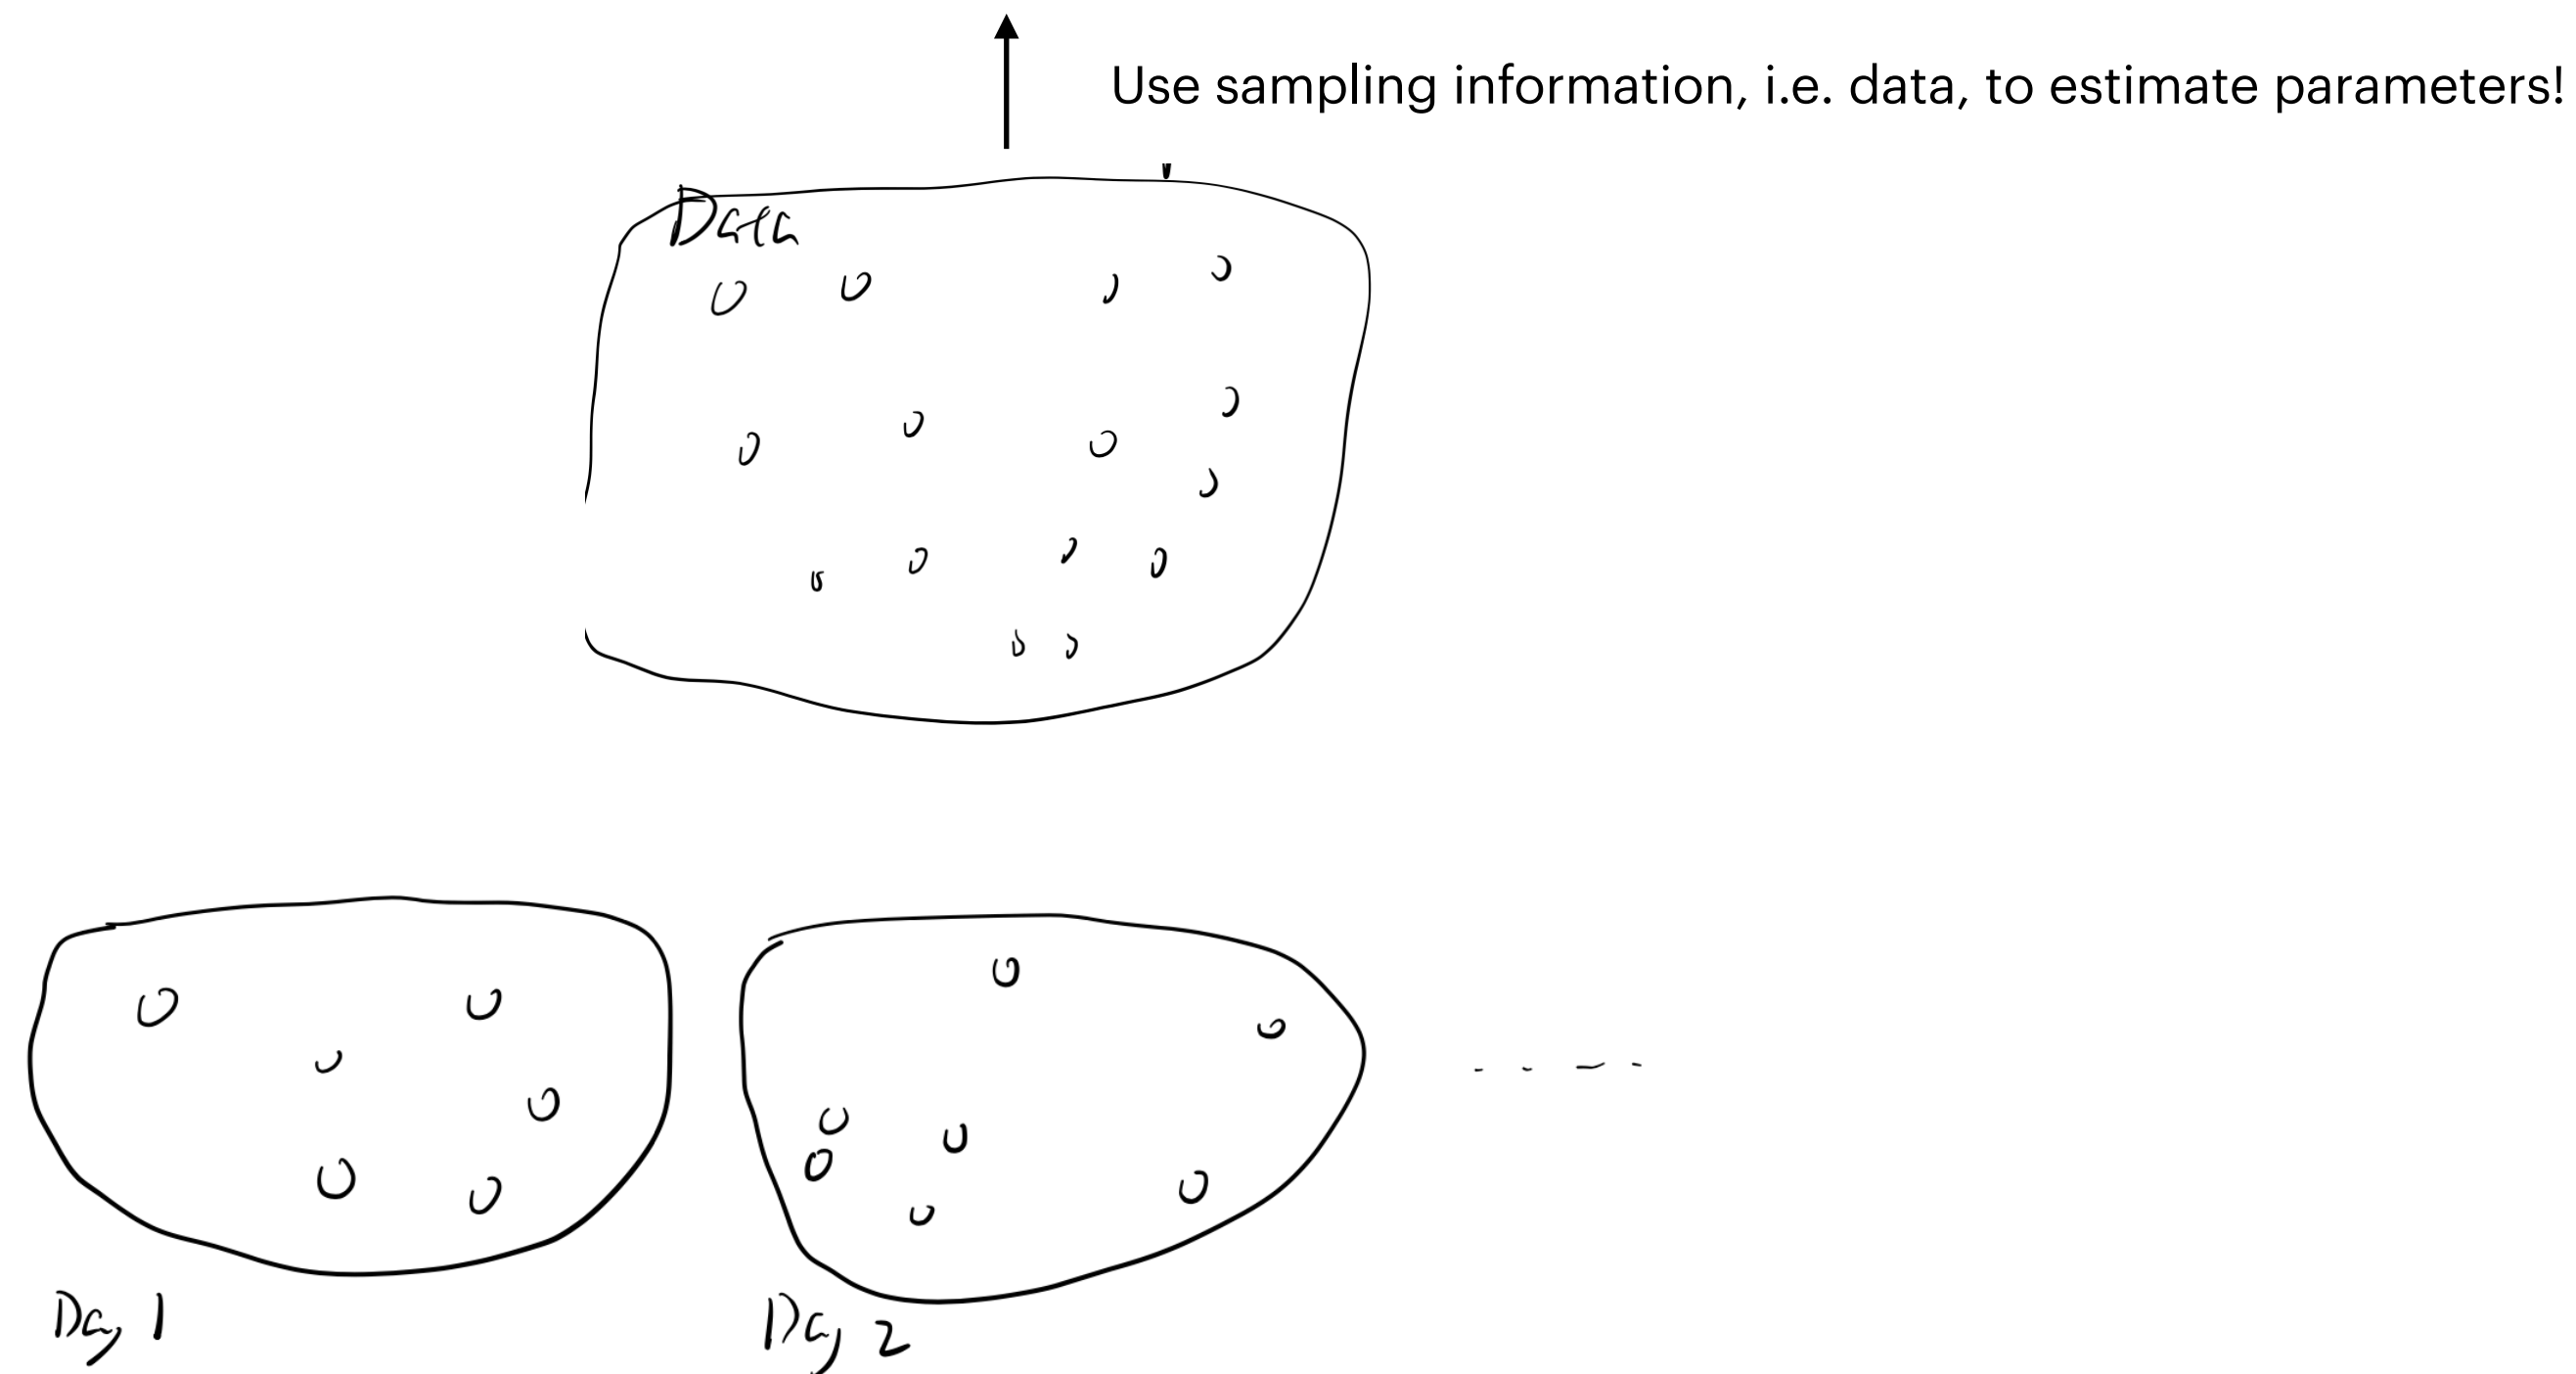 Use sampling information, i.e. data, to estimate parameters!
Data
Day 1
Day 2